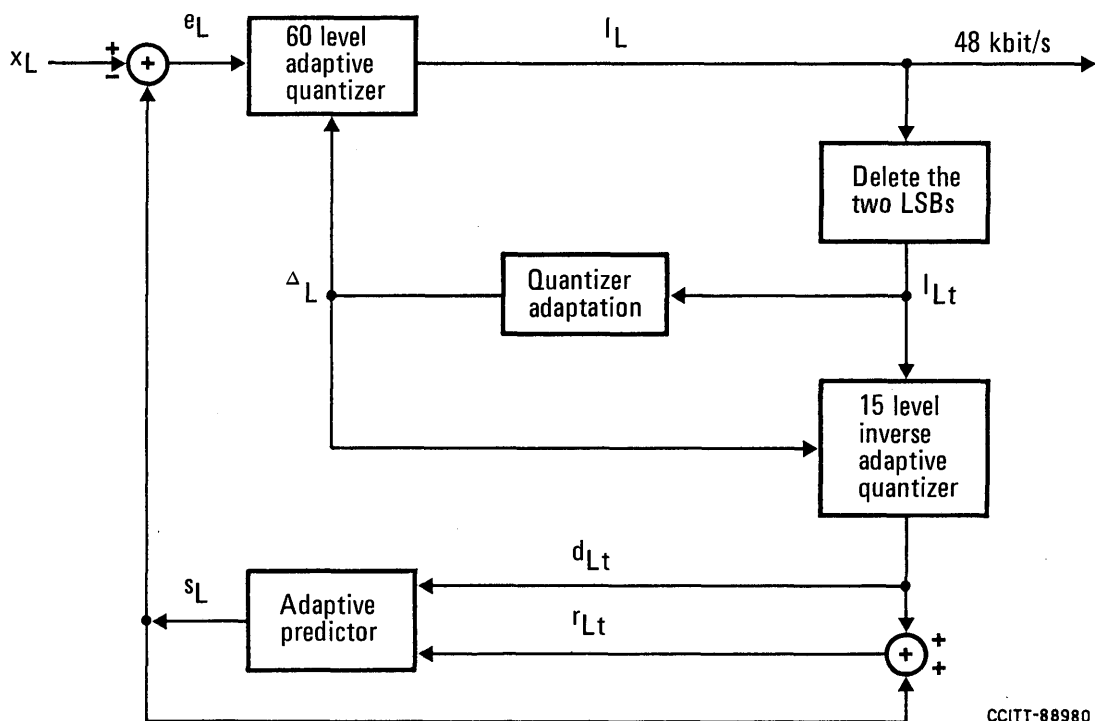 x_L
+
−
+
e_L
60 level
adaptive
quantizer
I_L
48 kbit/s
Delete the
two LSBs
Δ_L
Quantizer
adaptation
I_Lt
15 level
inverse
adaptive
quantizer
d_Lt
s_L
Adaptive
predictor
r_Lt
+
+
+
CCITT-88980